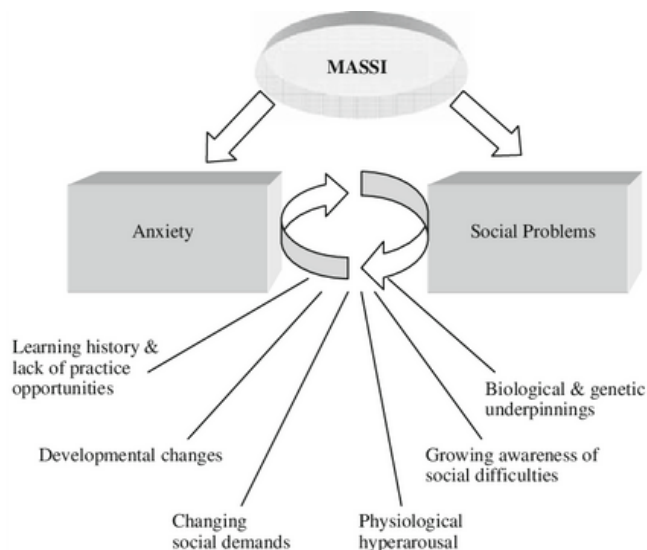 MASSI
Anxiety
Social Problems
Learning history &
lack of practice
opportunities
Biological & genetic
underpinnings
Developmental changes
Growing awareness of
social difficulties
Changing
social demands
Physiological
hyperarousal